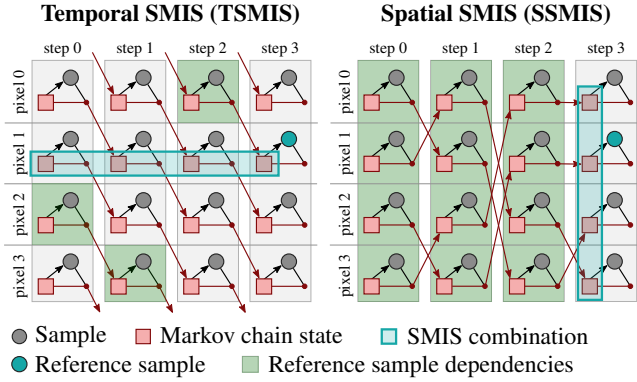 Temporal SMIS (TSMIS)
Spatial SMIS (SSMIS)
step 0 step 1 step 2 step 3
step 0 step 1 step 2 step 3
pixel 0
pixel 1
pixel 2
pixel 3
pixel 0
pixel 1
pixel 2
pixel 3
Sample Markov chain state SMIS combination
Reference sample Reference sample dependencies